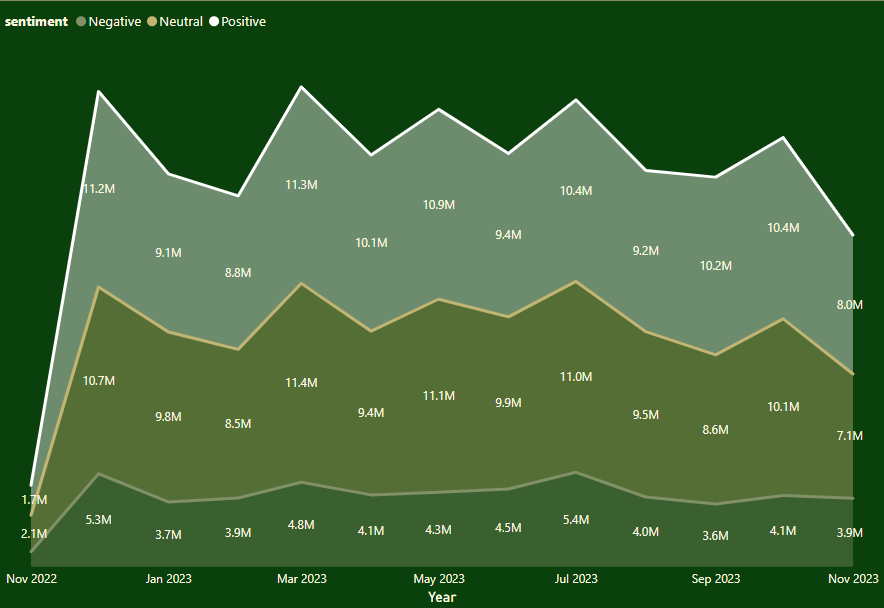 sentiment Negative Neutral Positive
11.2M
11.3M
10.4M
10.9M
10.4M
9.4M
10.1M
9.1M
9.2M
10.2M
8.8M
8.0M
10.7M
11.4M
11.0M
11.1M
9.9M
10.1M
9.8M
9.4M
9.5M
8.5M
8.6M
7.1M
1.7M
2.1M
5.3M
4.8M
5.4M
4.5M
4.3M
4.1M
4.1M
3.7M
3.9M
4.0M
3.6M
3.9M
Nov 2022 Jan 2023 Mar 2023 May 2023 Jul 2023 Sep 2023 Nov 2023
Year